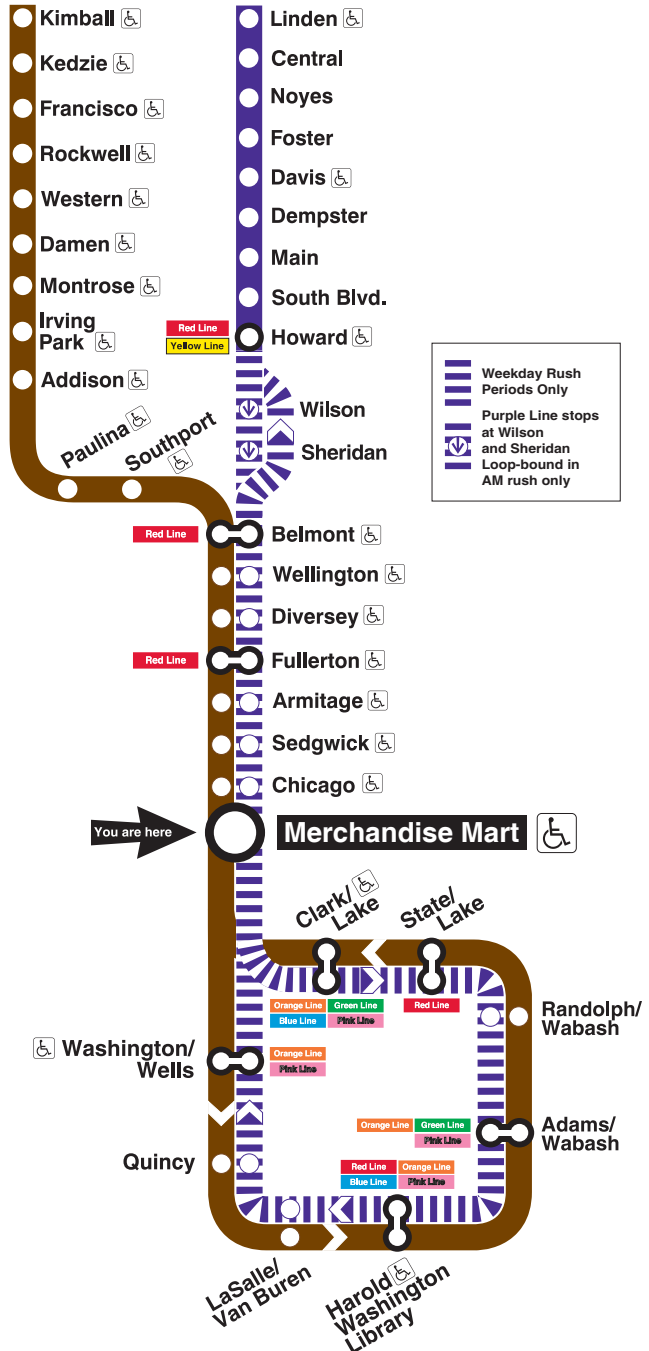 Kimball
Kedzie
Francisco
Rockwell
Western
Damen
Montrose
Irving
Park
Addison
Paulina
Southport
Linden
Central
Noyes
Foster
Davis
Dempster
Main
South Blvd.
Red Line
Yellow Line
Howard
Wilson
Sheridan
Weekday Rush
Periods Only
Purple Line stops
at Wilson
and Sheridan
Loop-bound in
AM rush only
Red Line
Belmont
Wellington
Diversey
Red Line
Fullerton
Armitage
Sedgwick
Chicago
You are here
Merchandise Mart
Clark/
Lake
State/
Lake
Orange Line
Green Line
Blue Line
Pink Line
Red Line
Randolph/
Wabash
Washington/
Wells
Orange Line
Pink Line
Orange Line
Green Line
Pink Line
Adams/
Wabash
Quincy
Red Line
Orange Line
Blue Line
Pink Line
LaSalle/
Van Buren
Harold
Washington
Library